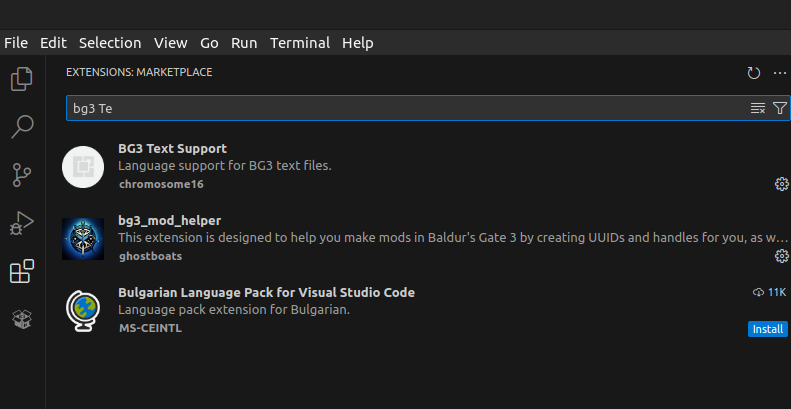 File Edit Selection View Go Run Terminal Help
EXTENSIONS: MARKETPLACE
bg3 Te
BG3 Text Support
Language support for BG3 text files.
chromosome16
bg3_mod_helper
This extension is designed to help you make mods in Baldur's Gate 3 by creating UUIDs and handles for you, as w...
ghostboats
Bulgarian Language Pack for Visual Studio Code 11K
Language pack extension for Bulgarian.
MS-CEINTL Install